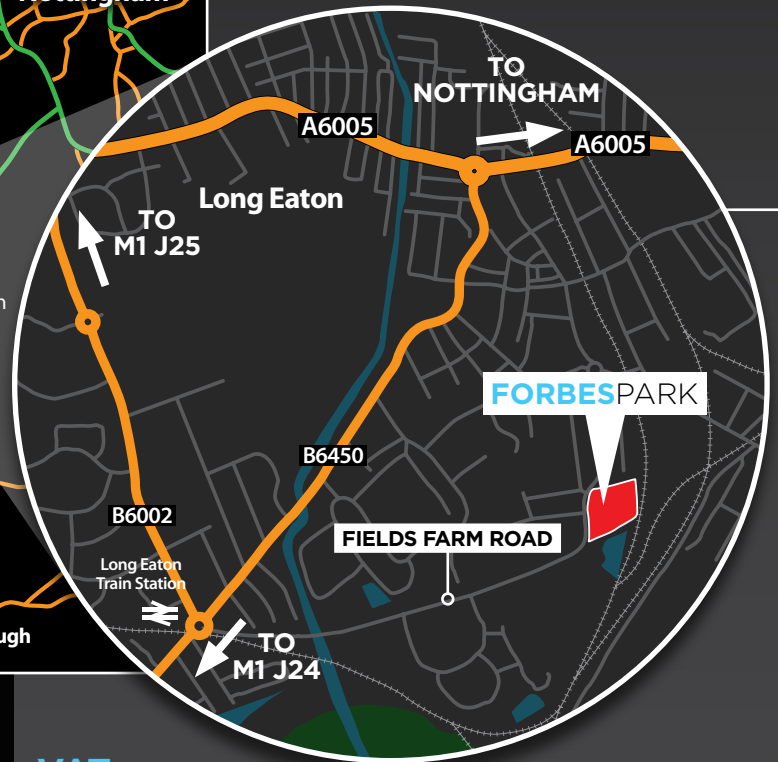 TO
NOTTINGHAM
A6005
A6005
Long Eaton
TO
M1 J25
FORBESPARK
B6450
B6002
FIELDS FARM ROAD
Long Eaton
Train Station
TO
M1 J24